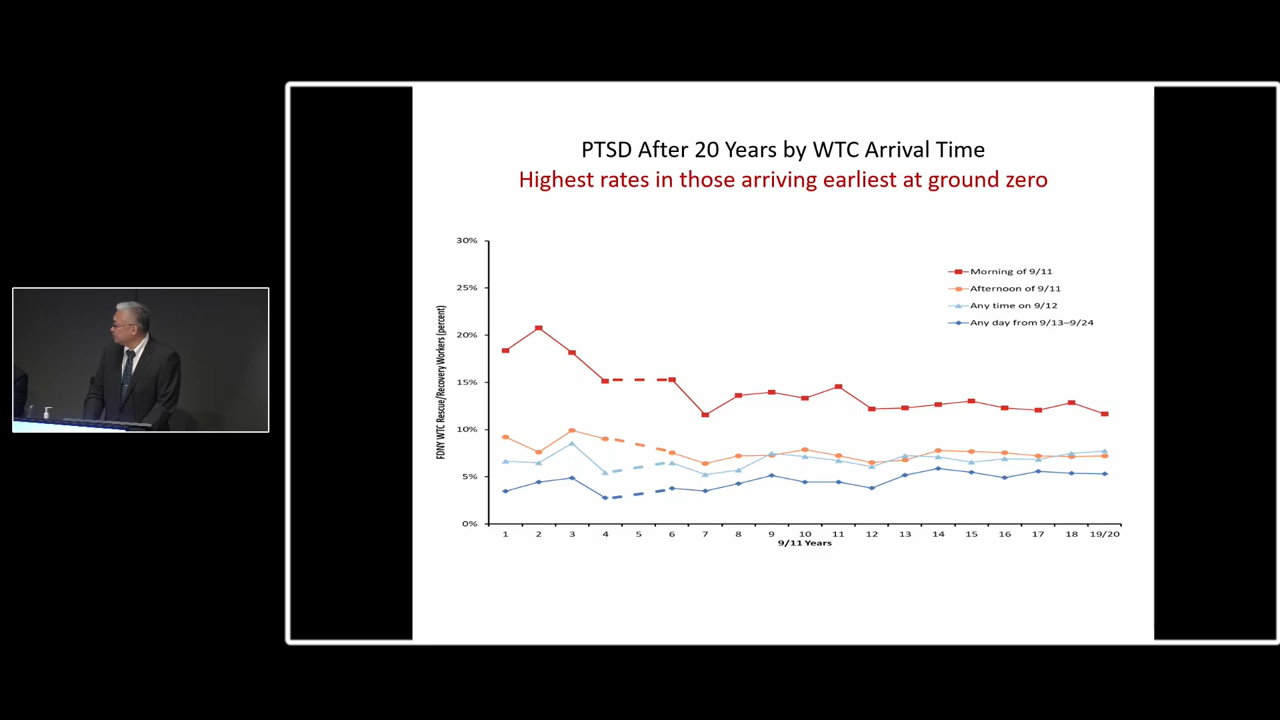 PTSD After 20 Years by WTC Arrival Time
Highest rates in those arriving earliest at ground zero
FDNY WTC Rescue/Recovery Workers (percent)
30%
25%
20%
15%
10%
5%
0%
Morning of 9/11
Afternoon of 9/11
Any time on 9/12
Any day from 9/13–9/24
1 2 3 4 5 6 7 8 9 10 11 12 13 14 15 16 17 18 19/20
9/11 Years